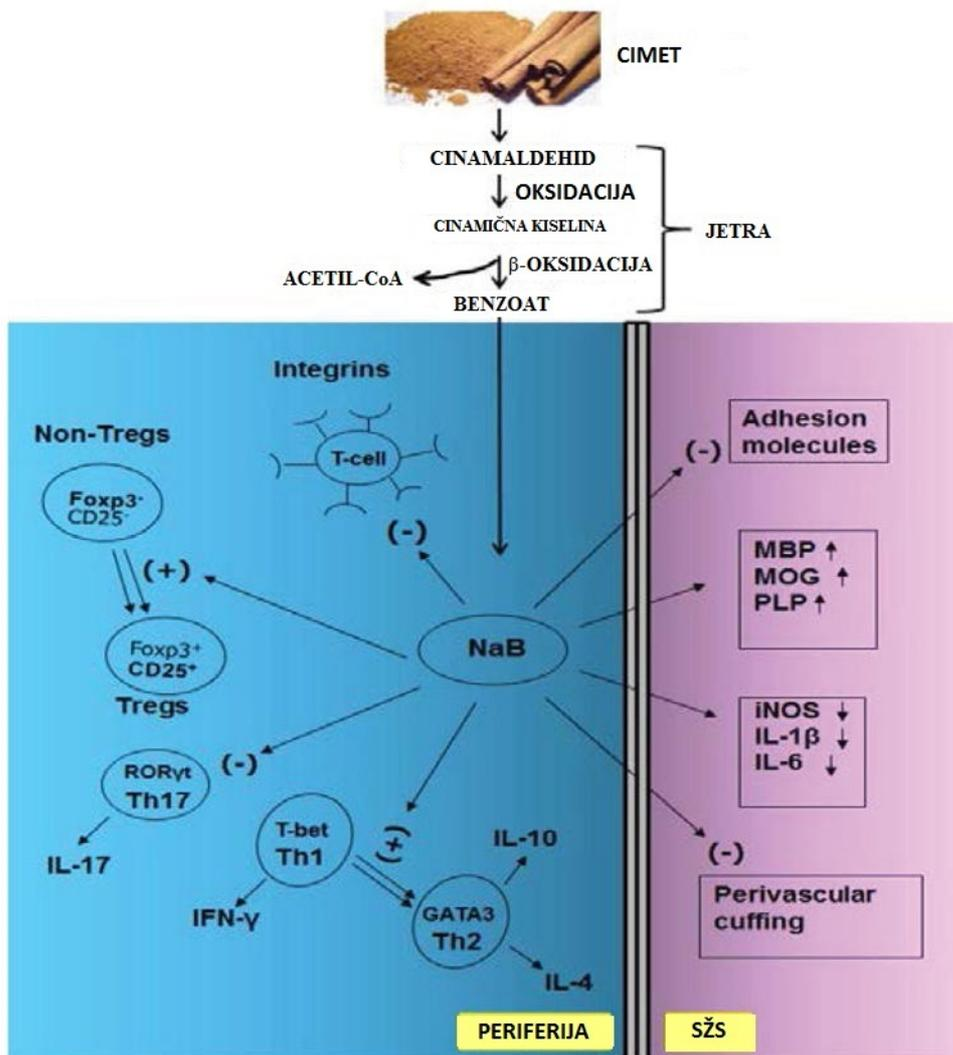 CIMET
CINAMALDEHID
OKSIDACIJA
CINAMIČNA KISELINA
JETRA
β-OKSIDACIJA
ACETIL-CoA
BENZOAT
Integrins
T-cell
(-)
Non-Tregs
Foxp3-
CD25-
(+)
Foxp3+
CD25+
Tregs
NaB
(-)
RORγt
Th17
IL-17
T-bet
Th1
IFN-γ
(+)
GATA3
Th2
IL-10
IL-4
(-)
Adhesion
molecules
MBP ↑
MOG ↑
PLP ↑
iNOS ↓
IL-1β ↓
IL-6 ↓
(-)
Perivascular
cuffing
PERIFERIJA
SŽS